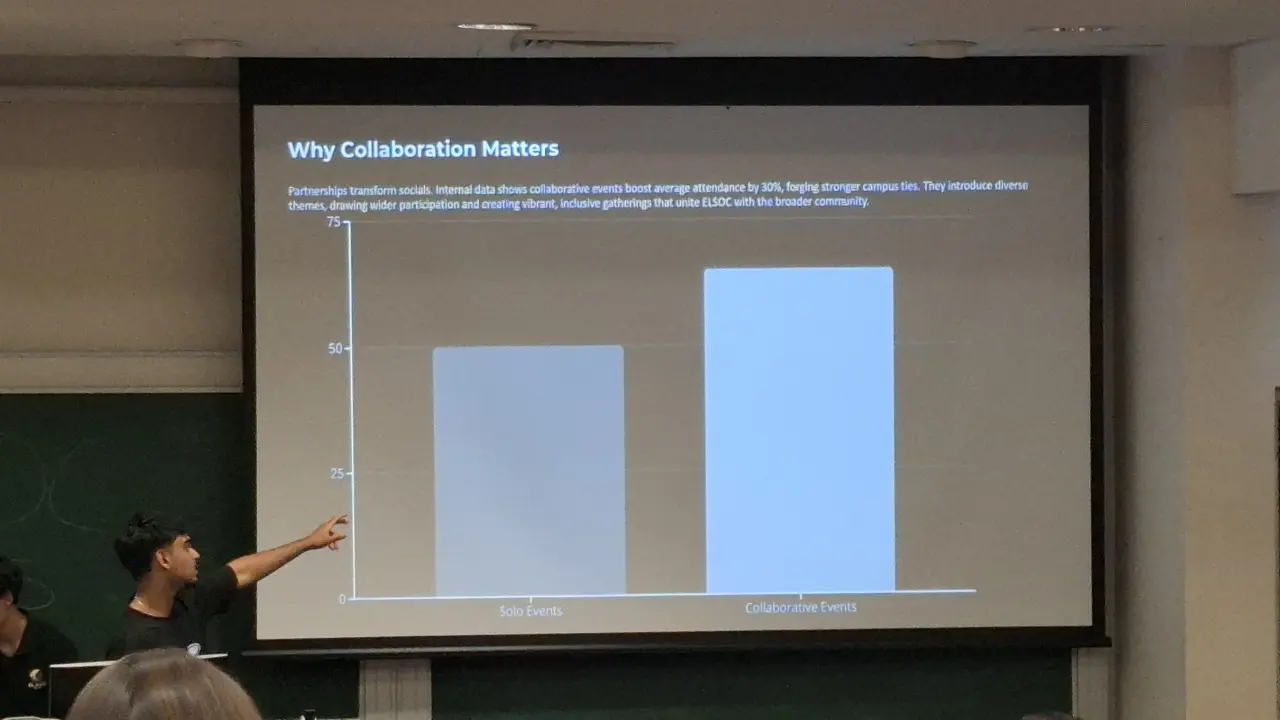 Why Collaboration Matters
Partnerships transform socials. Internal data shows collaborative events boost average attendance by 30%, forging stronger campus ties. They introduce diverse
themes, drawing wider participation and creating vibrant, inclusive gatherings that unite ELSOC with the broader community.
75
50
25
0
Solo Events
Collaborative Events